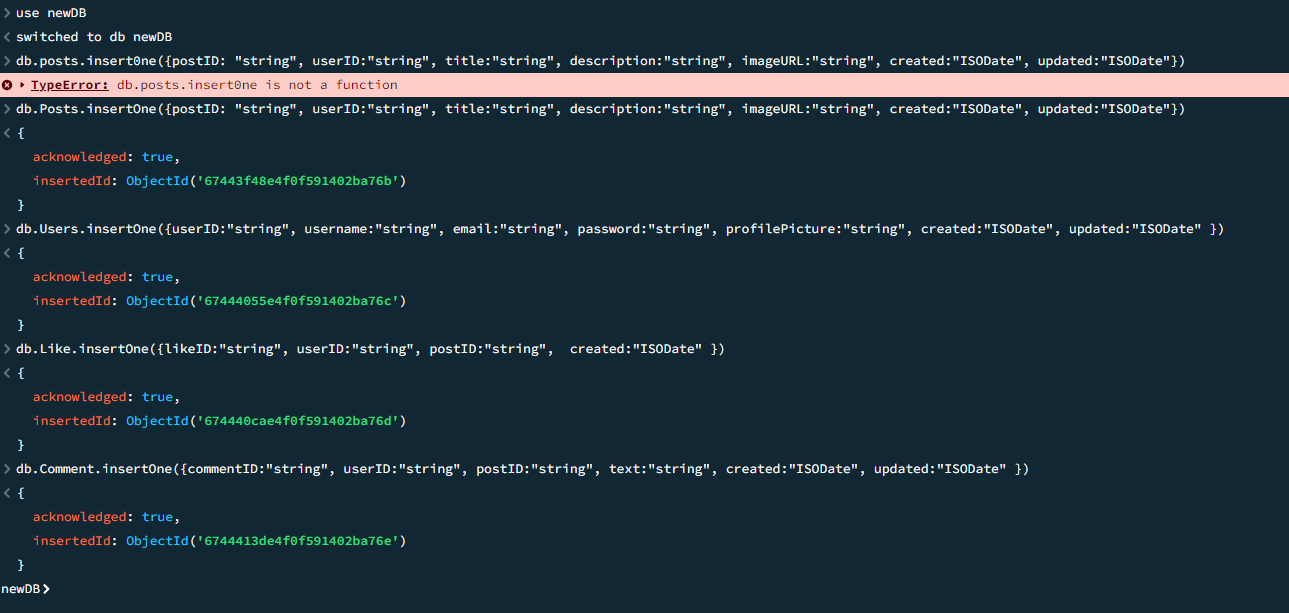 > use newDB
< switched to db newDB
> db.posts.insert0ne({postID: "string", userID:"string", title:"string", description:"string", imageURL:"string", created:"ISODate", updated:"ISODate"})
TypeError: db.posts.insert0ne is not a function
> db.Posts.insertOne({postID: "string", userID:"string", title:"string", description:"string", imageURL:"string", created:"ISODate", updated:"ISODate"})
< {
acknowledged: true,
insertedId: ObjectId('67443f48e4f0f591402ba76b')
}
> db.Users.insertOne({userID:"string", username:"string", email:"string", password:"string", profilePicture:"string", created:"ISODate", updated:"ISODate" })
< {
acknowledged: true,
insertedId: ObjectId('67444055e4f0f591402ba76c')
}
> db.Like.insertOne({likeID:"string", userID:"string", postID:"string",  created:"ISODate" })
< {
acknowledged: true,
insertedId: ObjectId('674440cae4f0f591402ba76d')
}
> db.Comment.insertOne({commentID:"string", userID:"string", postID:"string", text:"string", created:"ISODate", updated:"ISODate" })
< {
acknowledged: true,
insertedId: ObjectId('6744413de4f0f591402ba76e')
}
newDB>